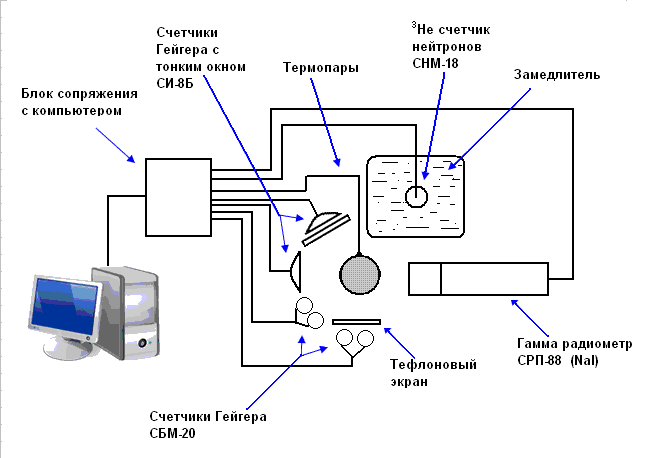 Счетчики
Гейгера с
тонким окном
СИ-8Б
Термопары
³Не счетчик
нейтронов
СНМ-18
Замедлитель
Блок сопряжения
с компьютером
Гамма радиометр
СРП-88 (NaI)
Тефлоновый
экран
Счетчики Гейгера
СБМ-20